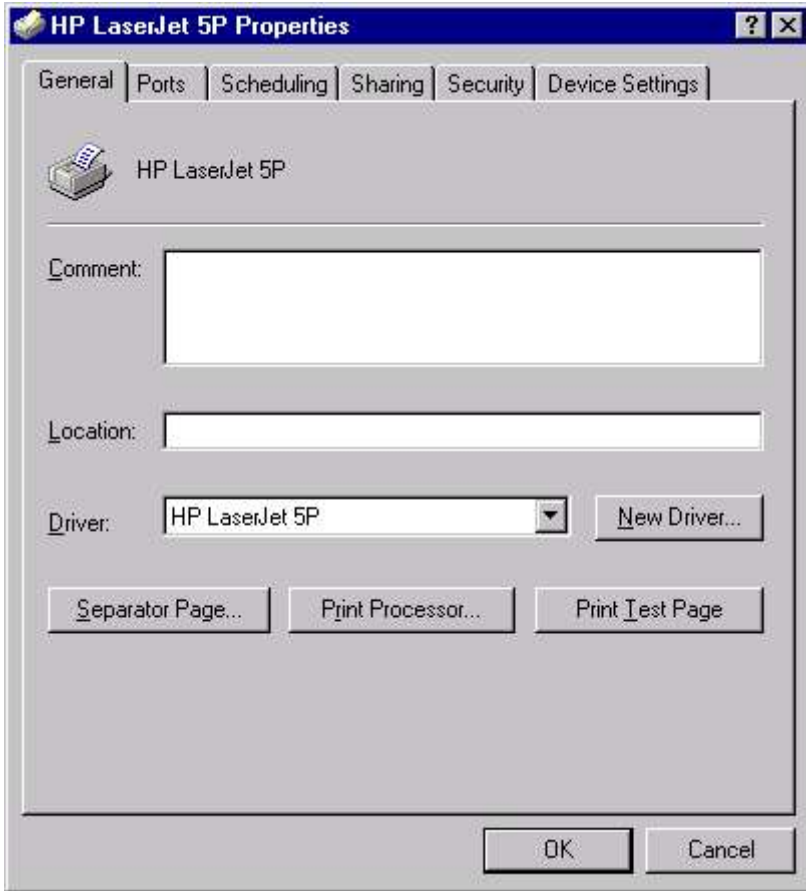 HP LaserJet 5P Properties
General Ports Scheduling Sharing Security Device Settings
HP LaserJet 5P
Comment:
Location:
Driver: HP LaserJet 5P New Driver...
Separator Page... Print Processor... Print Test Page
OK Cancel